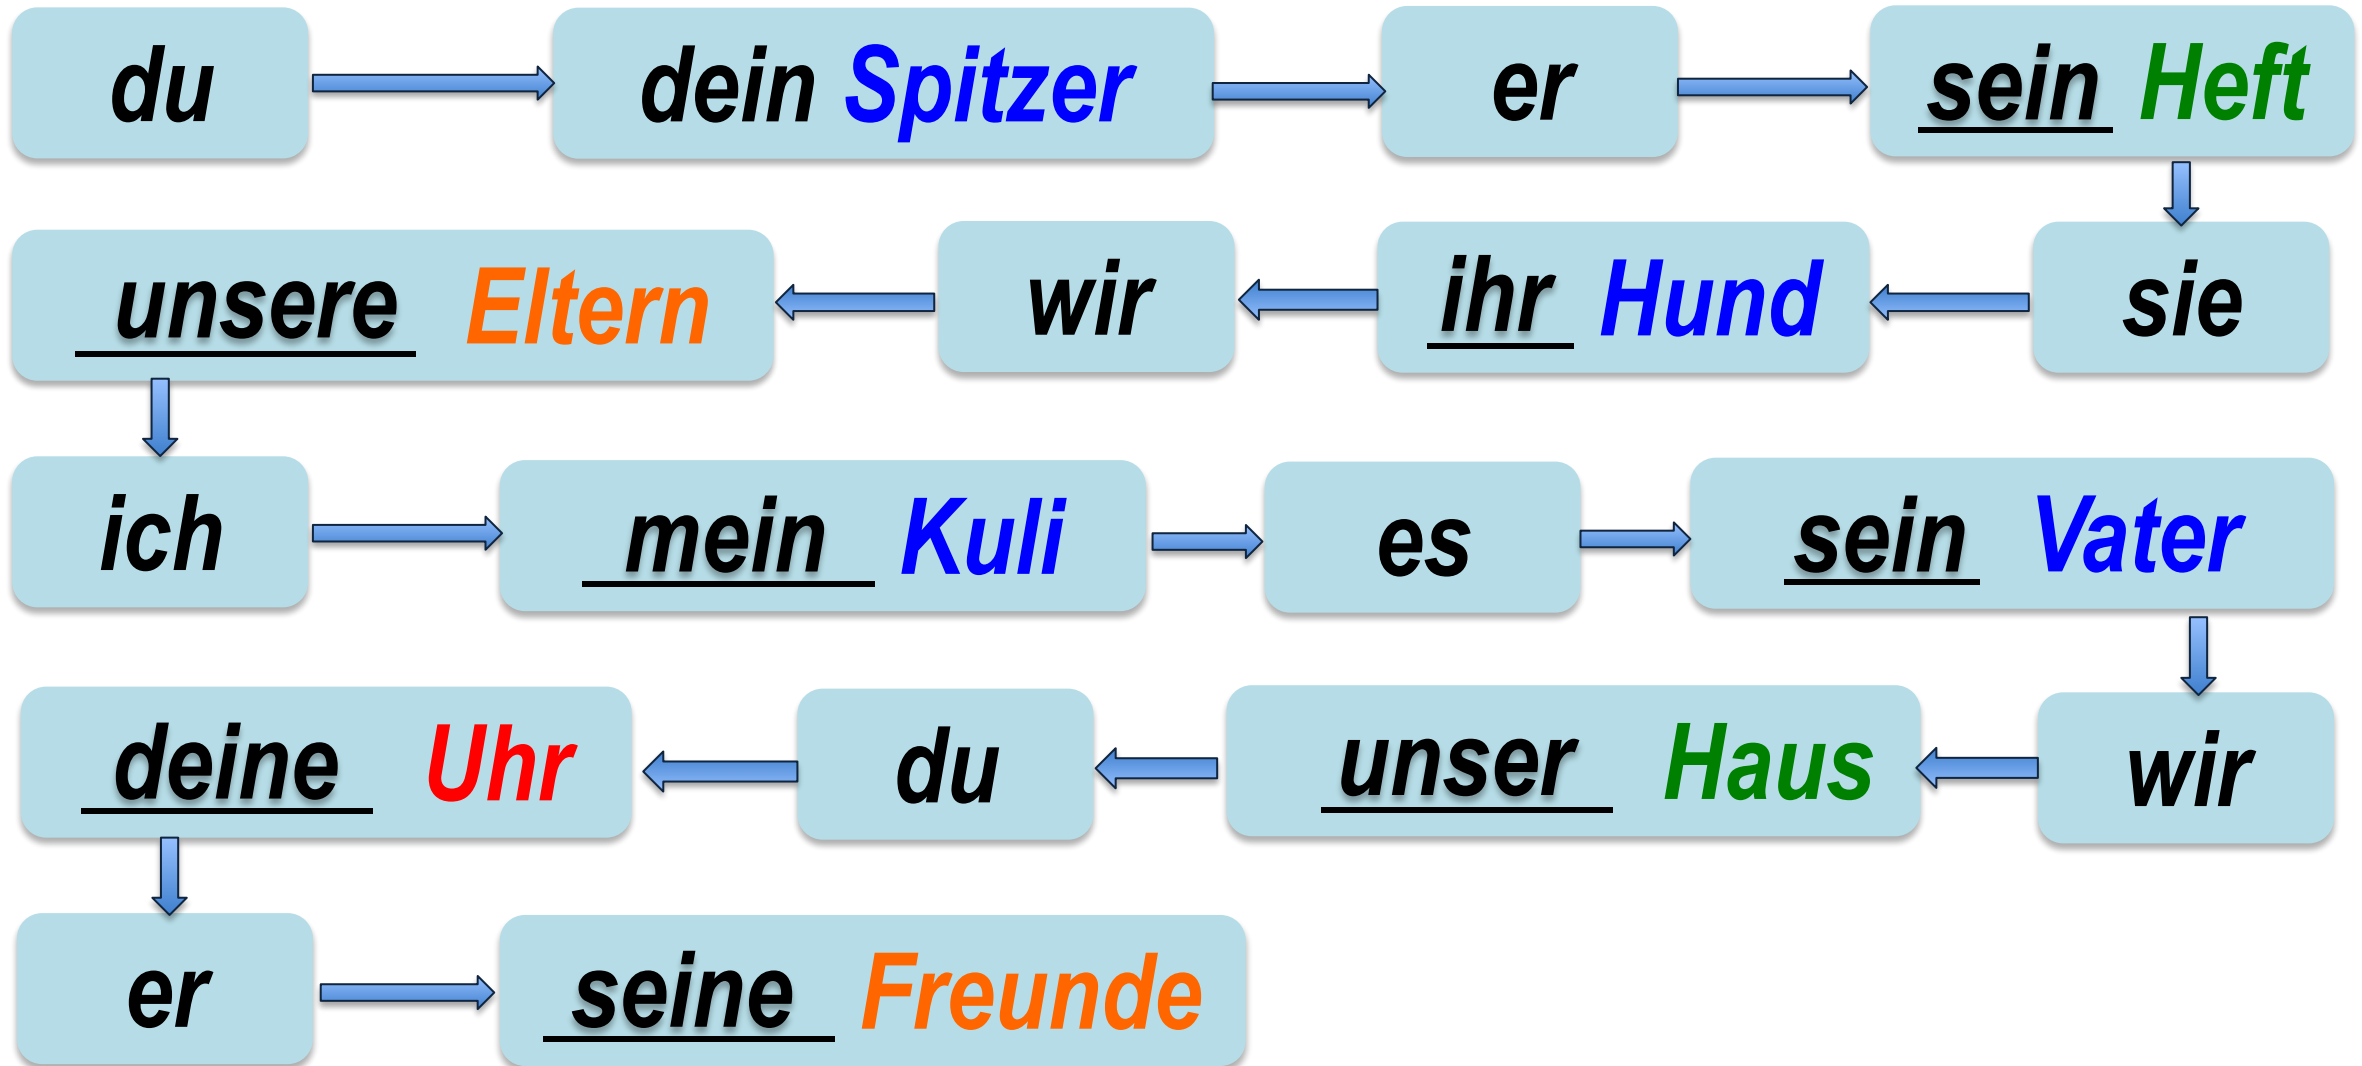 du dein Spitzer er sein Heft
unsere Eltern wir ihr Hund sie
ich mein Kuli es sein Vater
deine Uhr du unser Haus wir
er seine Freunde